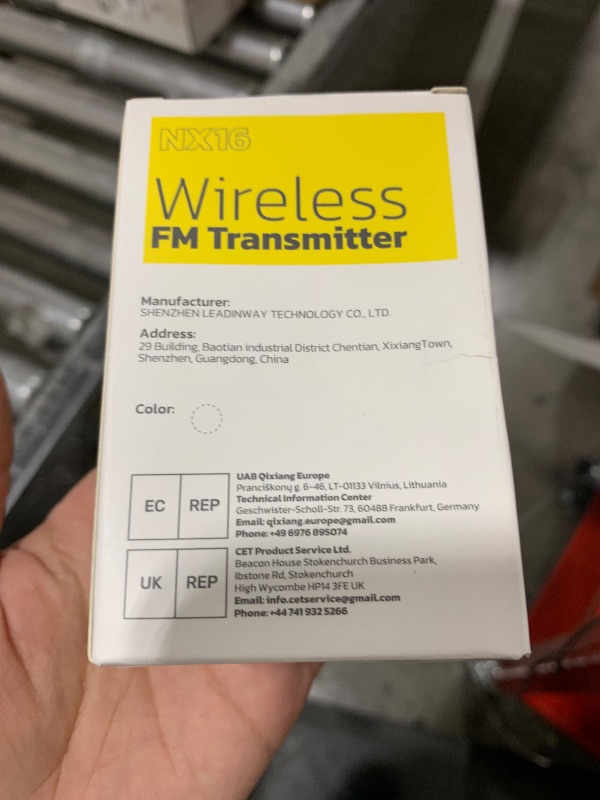 NX16
Wireless
FM Transmitter
Manufacturer:
SHENZHEN LEADINWAY TECHNOLOGY CO., LTD.
Address:
29 Building, Baotian industrial District Chentian, XixiangTown,
Shenzhen, Guangdong, China
Color:
EC REP
UAB Qixiang Europe
Pranciškonų g. 6-46, LT-01133 Vilnius, Lithuania
Technical Information Center
Geschwister-Scholl-Str. 73, 60488 Frankfurt, Germany
Email: qixiang.europe@gmail.com
Phone: +49 6976 895074
UK REP
CET Product Service Ltd.
Beacon House Stokenchurch Business Park,
Ibstone Rd, Stokenchurch
High Wycombe HP14 3FE UK
Email: info.cetservice@gmail.com
Phone: +44 741 932 5266